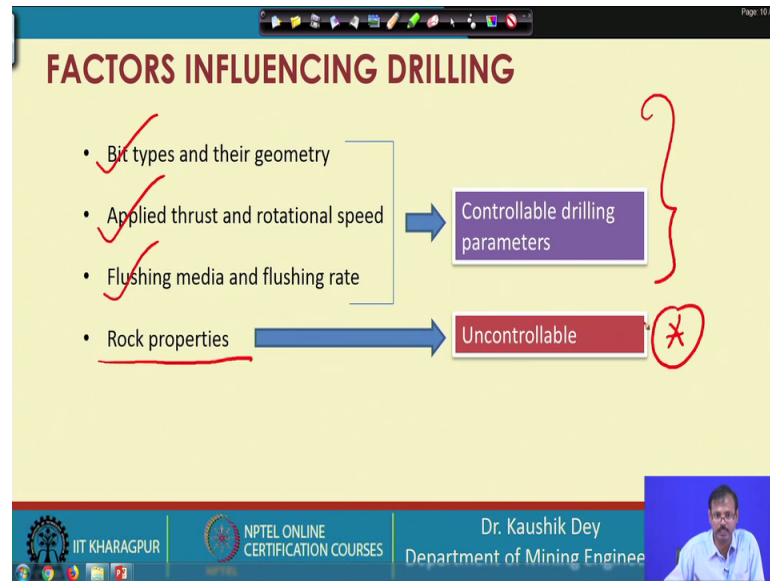 Page: 10 /
FACTORS INFLUENCING DRILLING
• Bit types and their geometry
• Applied thrust and rotational speed
• Flushing media and flushing rate
• Rock properties
Controllable drilling
parameters
Uncontrollable
IIT KHARAGPUR
NPTEL ONLINE
CERTIFICATION COURSES
NPTEL
Dr. Kaushik Dey
Department of Mining Enginee